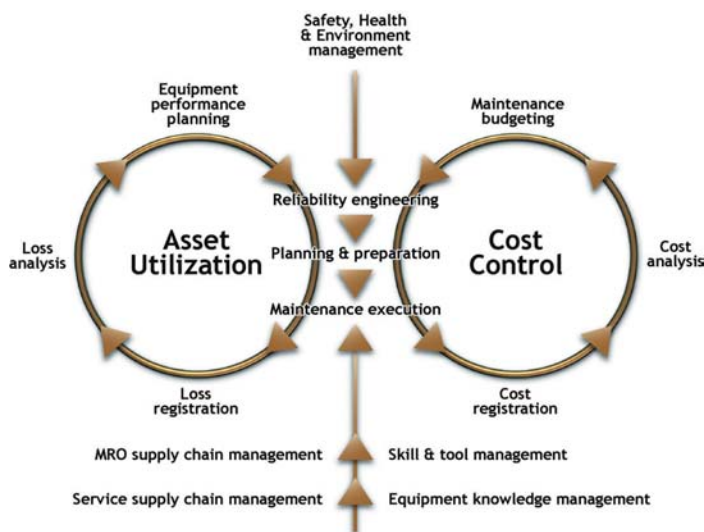 Safety, Health
& Environment
management
Equipment
performance
planning
Maintenance
budgeting
Reliability engineering
Loss
analysis
Asset
Utilization
Planning & preparation
Cost
Control
Cost
analysis
Maintenance execution
Loss
registration
Cost
registration
MRO supply chain management
Skill & tool management
Service supply chain management
Equipment knowledge management